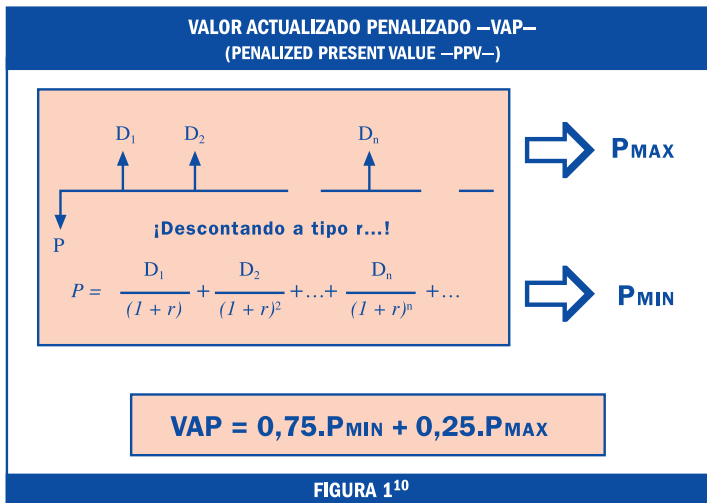 VALOR ACTUALIZADO PENALIZADO —VAP—
(PENALIZED PRESENT VALUE —PPV—)
D₁ D₂ Dₙ
PMAX
P
¡Descontando a tipo r...!
P = D₁/(1 + r) + D₂/(1 + r)² +...+ Dₙ/(1 + r)ⁿ +...
PMIN
VAP = 0,75.PMIN + 0,25.PMAX
FIGURA 1¹⁰